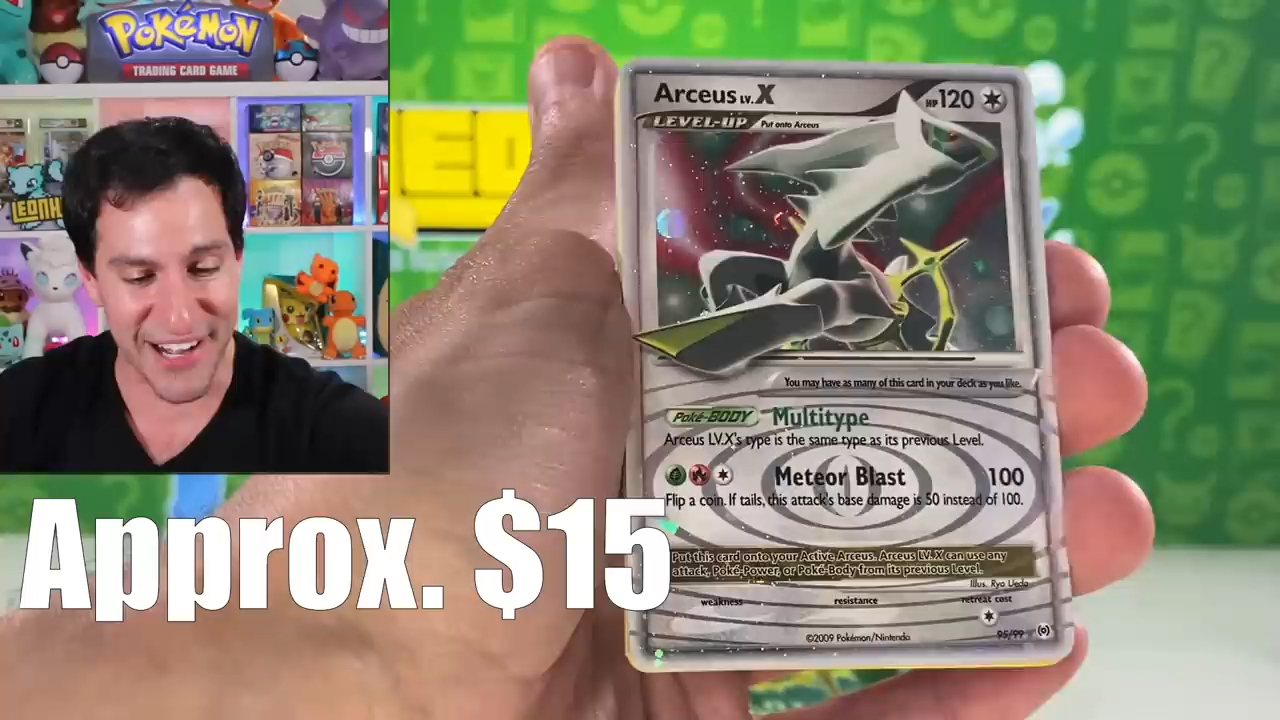 POKéMON
TRADING CARD GAME
LEONH
ED
Arceus LV.X
HP 120
LEVEL-UP Put onto Arceus
You may have as many of this card in your deck as you like.
Poké-BODY Multitype
Arceus LV.X's type is the same type as its previous Level.
Meteor Blast 100
Flip a coin. If tails, this attack's base damage is 50 instead of 100.
Put this card onto your Active Arceus. Arceus LV.X can use any
attack, Poké-Power, or Poké-Body from its previous Level.
Illus. Ryo Ueda
weakness resistance retreat cost
©2009 Pokémon/Nintendo 95/99
Approx. $15